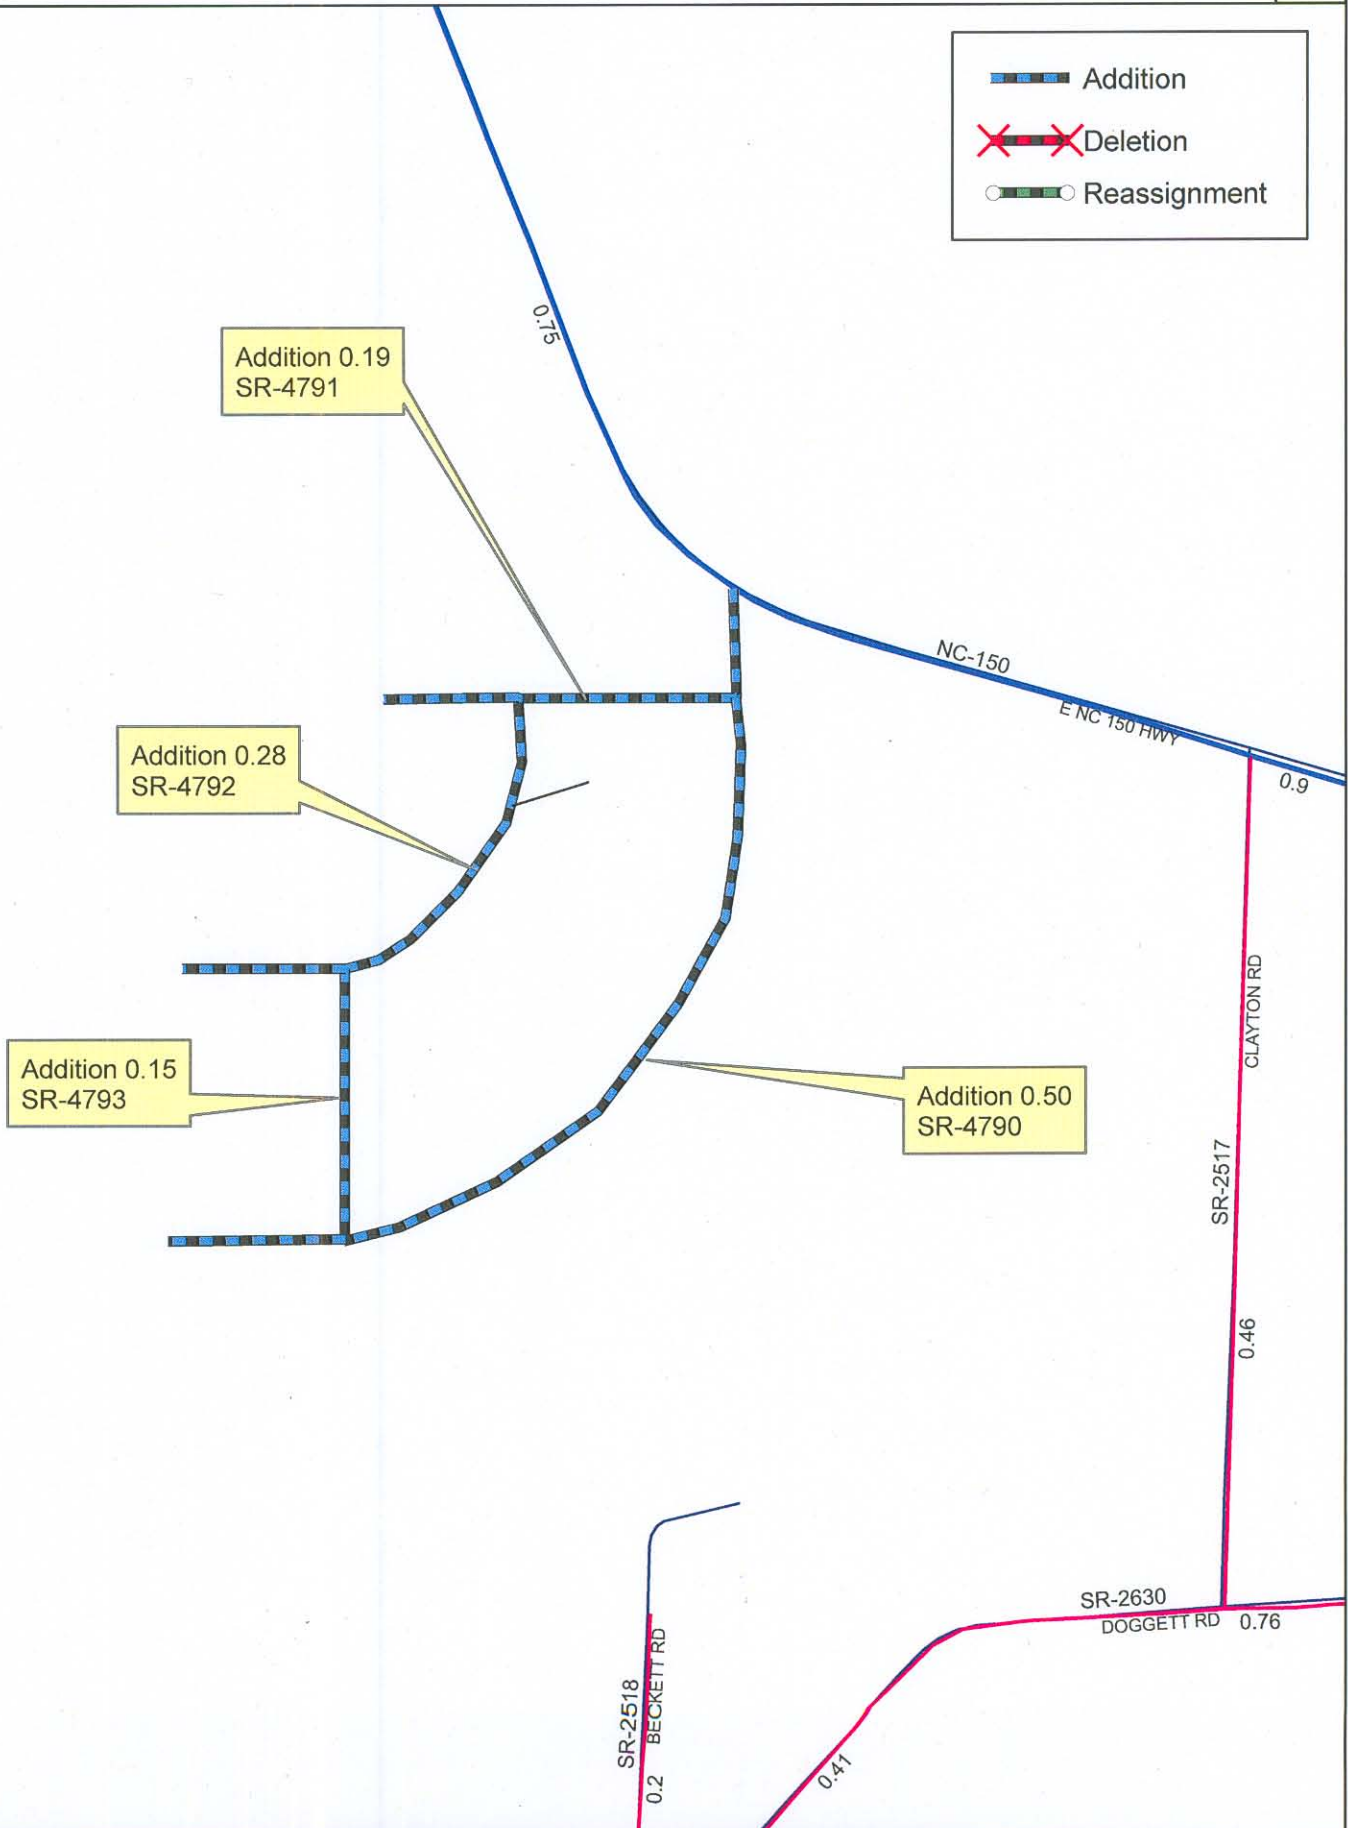 Addition
Deletion
Reassignment
0.75
Addition 0.19
SR-4791
NC-150
E NC 150 HWY
0.9
Addition 0.28
SR-4792
CLAYTON RD
Addition 0.15
SR-4793
Addition 0.50
SR-4790
SR-2517
0.46
SR-2630
DOGGETT RD 0.76
SR-2518
BECKETT RD
0.2
0.41